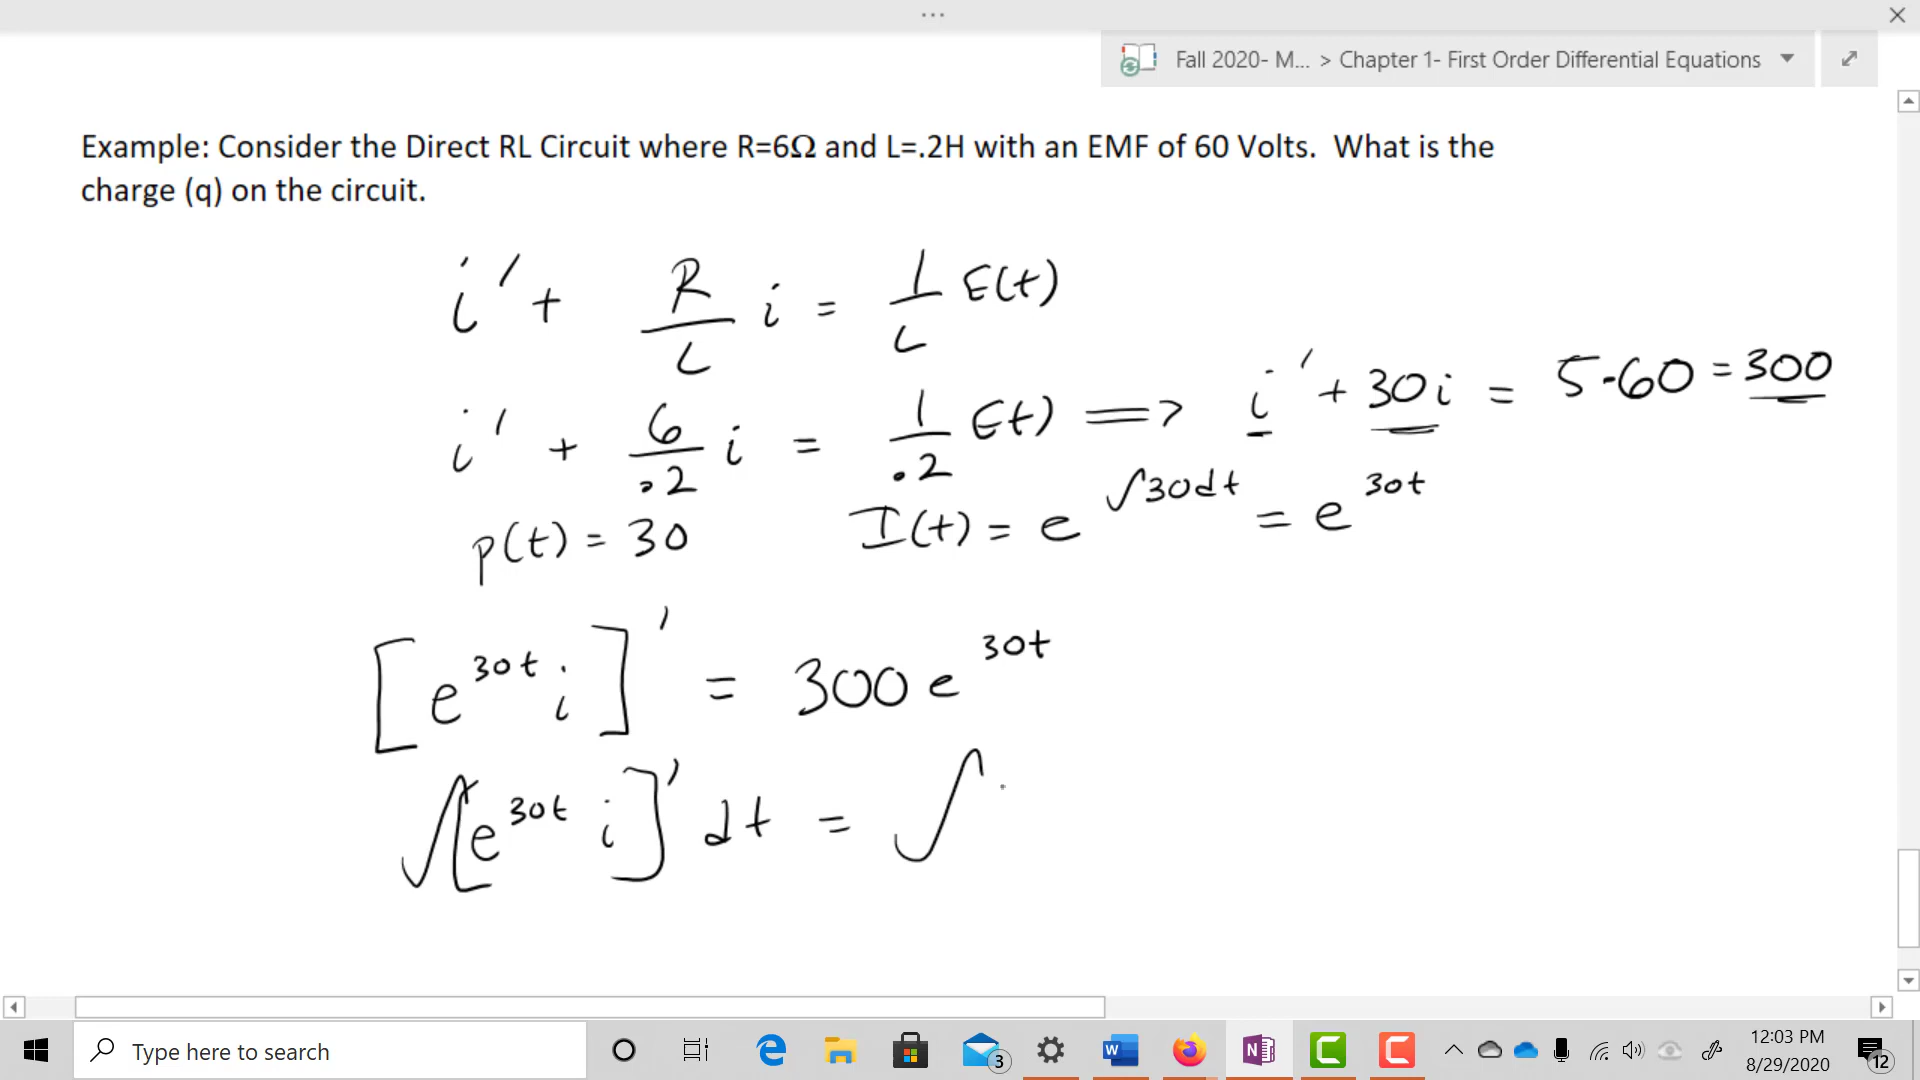 Fall 2020- M... > Chapter 1- First Order Differential Equations
Example: Consider the Direct RL Circuit where R=6Ω and L=.2H with an EMF of 60 Volts. What is the
charge (q) on the circuit.
i' + R/L i = 1/L E(t)
i' + 6/.2 i = 1/.2 E(t) ⟹ i' + 30i = 5·60 = 300
p(t) = 30 I(t) = e^∫30dt = e^30t
[e^30t i]' = 300e^30t
∫[e^30t i]' dt = ∫
Type here to search
3
12:03 PM
8/29/2020
12